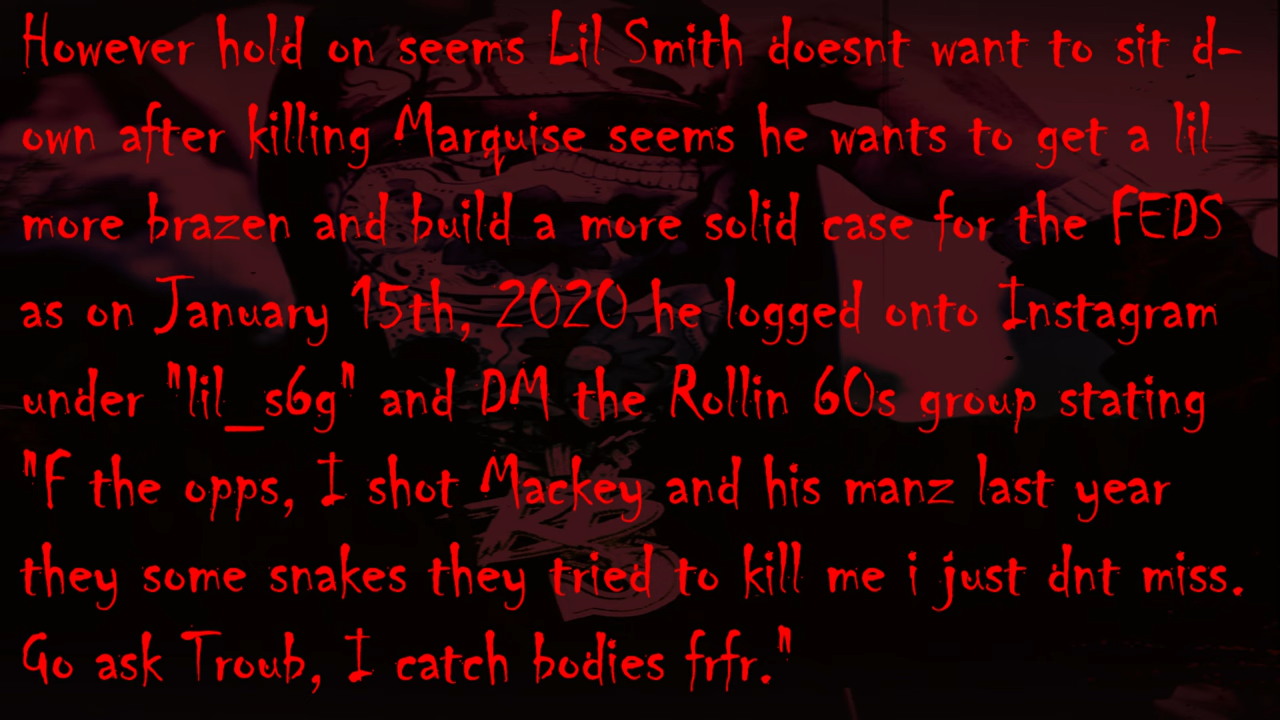 However hold on seems Lil Smith doesnt want to sit d-
own after killing Marquise seems he wants to get a lil
more brazen and build a more solid case for the FEDS
as on January 15th, 2020 he logged onto Instagram
under "lil_s6g" and DM the Rollin 60s group stating
"F the opps, I shot Mackey and his manz last year
they some snakes they tried to kill me i just dnt miss.
Go ask Troub, I catch bodies frfr."